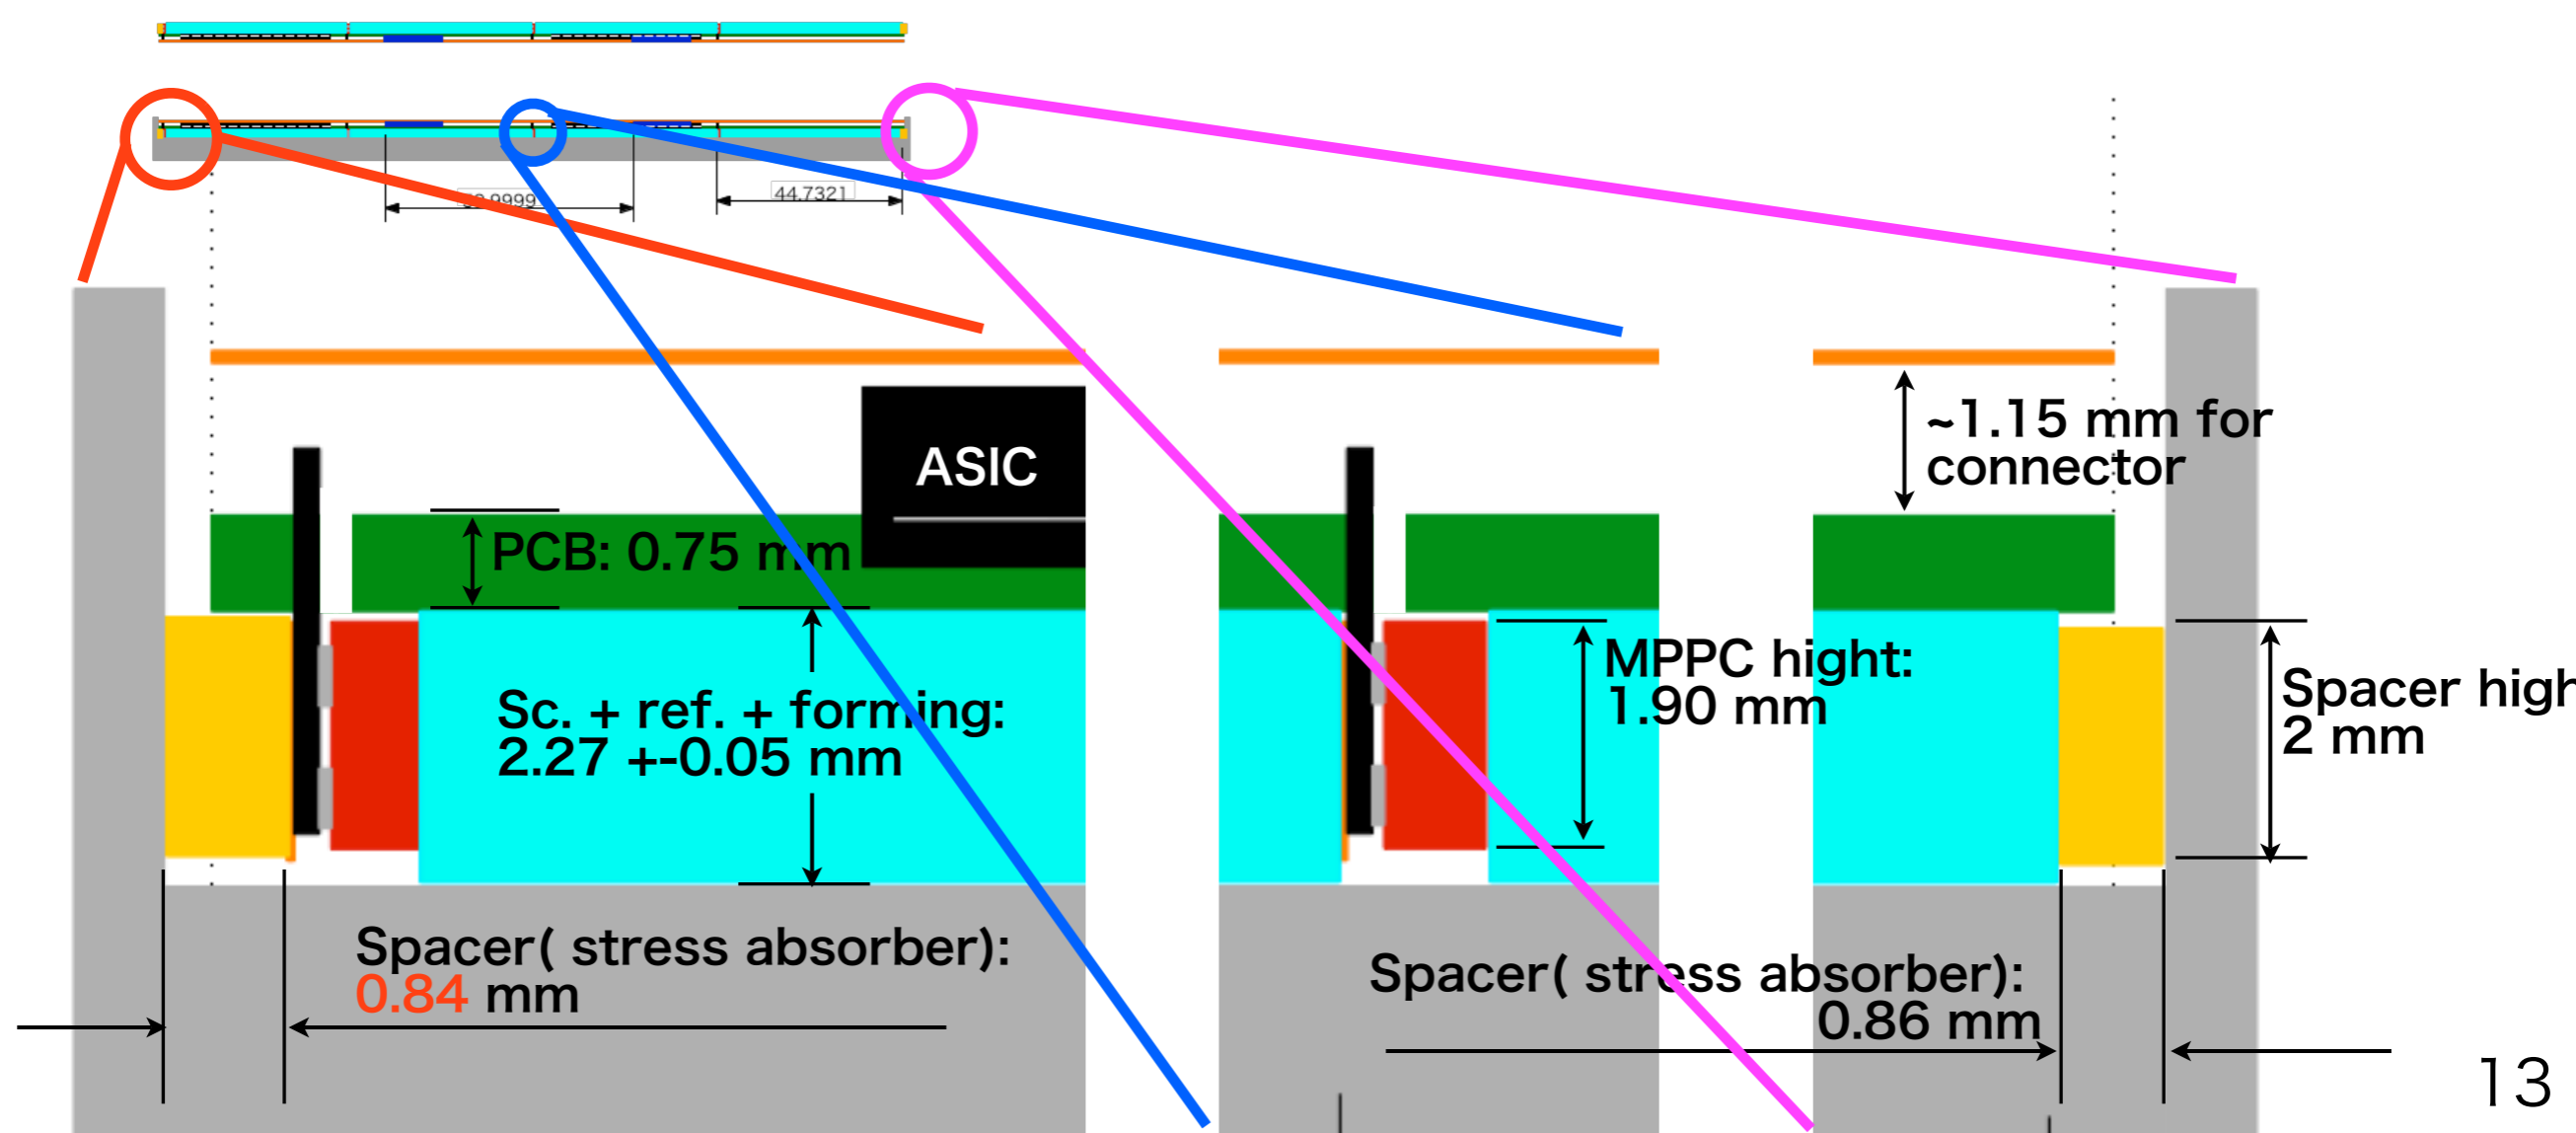 44.7321
~1.15 mm for
connector
ASIC
PCB: 0.75 mm
MPPC hight:
1.90 mm
Sc. + ref. + forming:
2.27 +-0.05 mm
Spacer high
2 mm
Spacer( stress absorber):
0.84 mm
Spacer( stress absorber):
0.86 mm
13